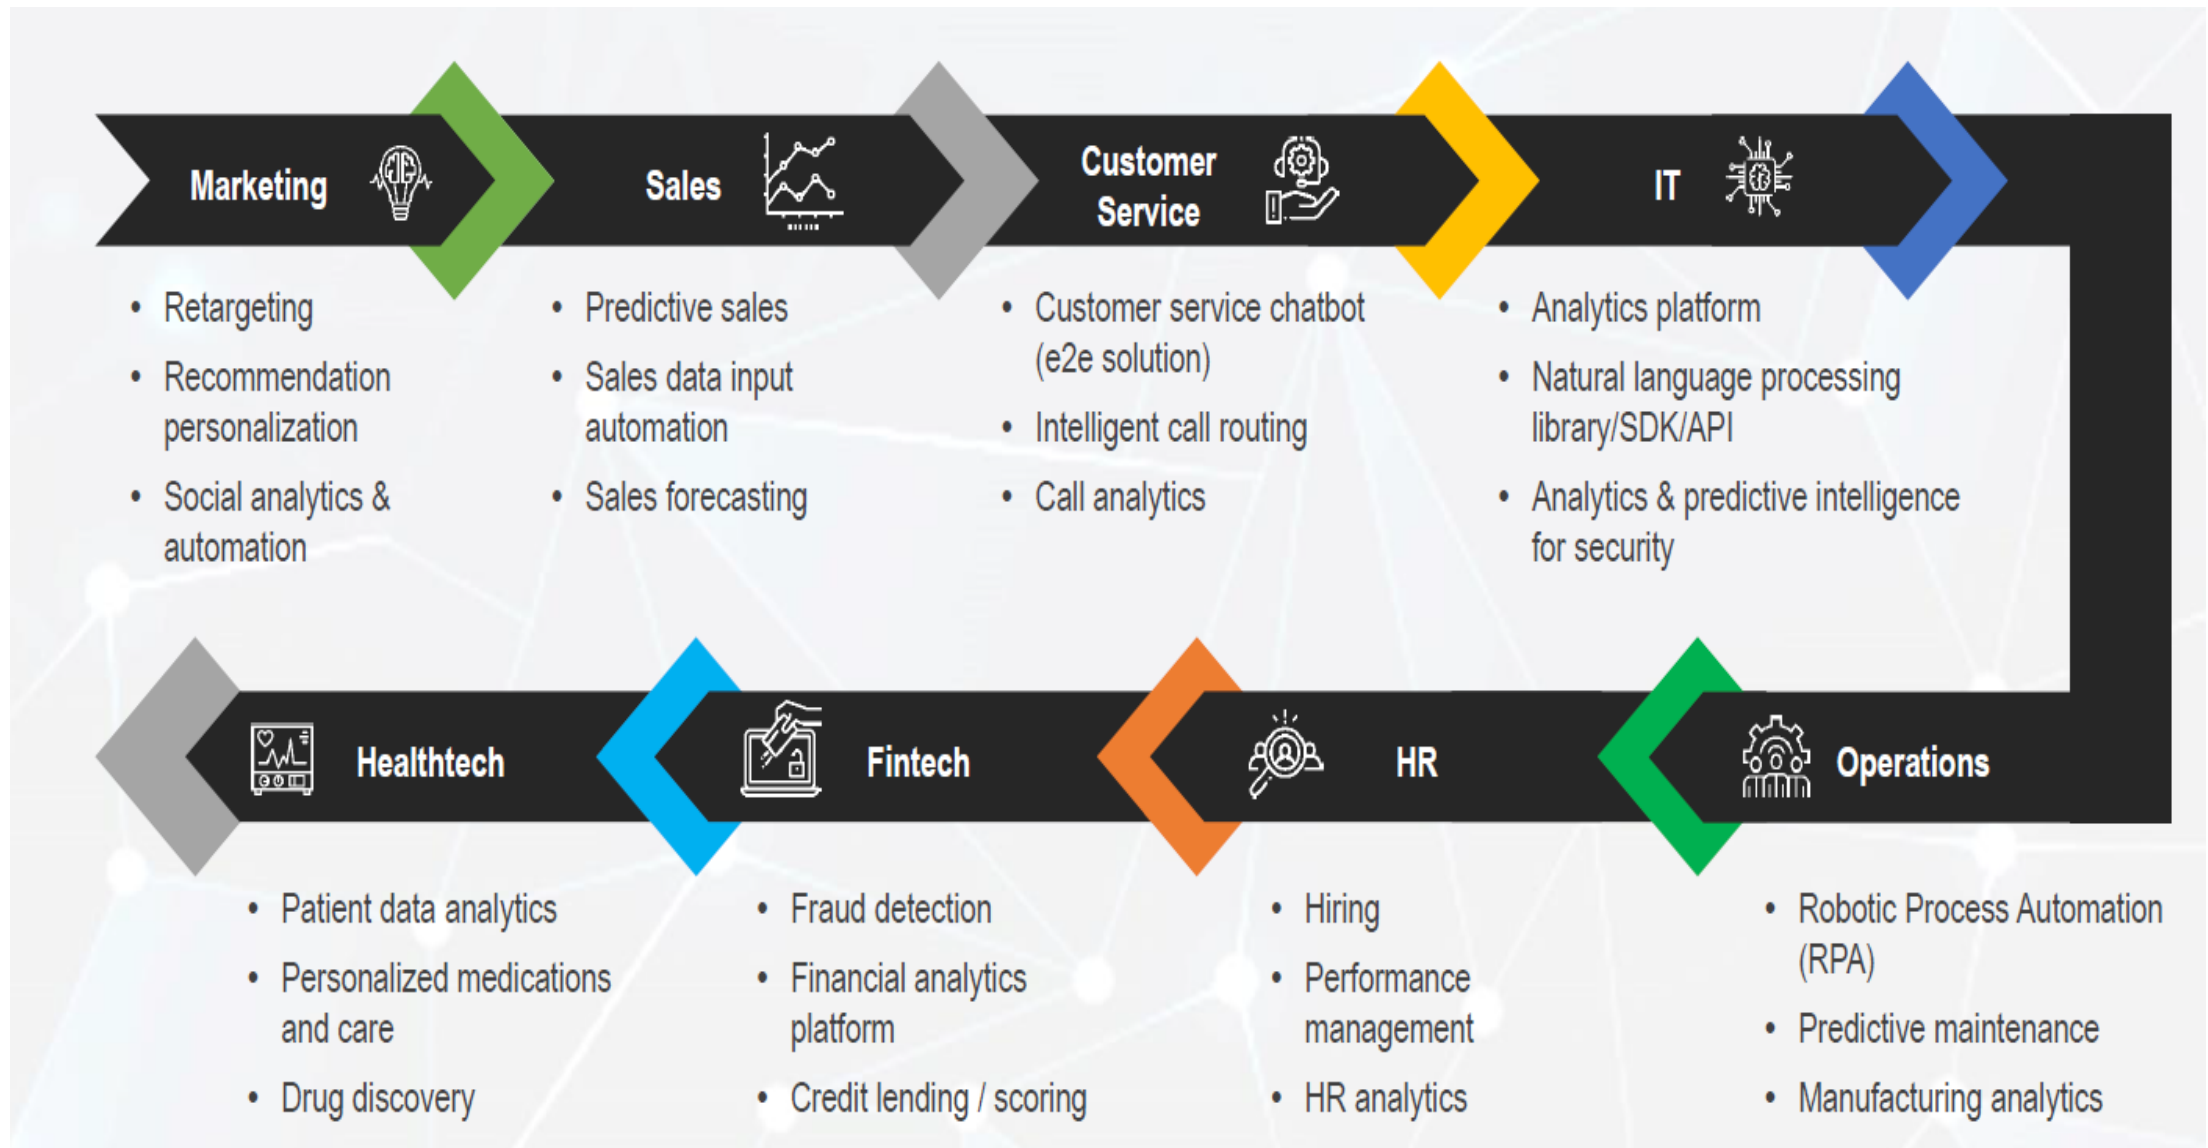 Marketing
• Retargeting
• Recommendation
personalization
• Social analytics &
automation
Sales
• Predictive sales
• Sales data input
automation
• Sales forecasting
Customer
Service
• Customer service chatbot
(e2e solution)
• Intelligent call routing
• Call analytics
IT
• Analytics platform
• Natural language processing
library/SDK/API
• Analytics & predictive intelligence
for security
Healthtech
• Patient data analytics
• Personalized medications
and care
• Drug discovery
Fintech
• Fraud detection
• Financial analytics
platform
• Credit lending / scoring
HR
• Hiring
• Performance
management
• HR analytics
Operations
• Robotic Process Automation
(RPA)
• Predictive maintenance
• Manufacturing analytics